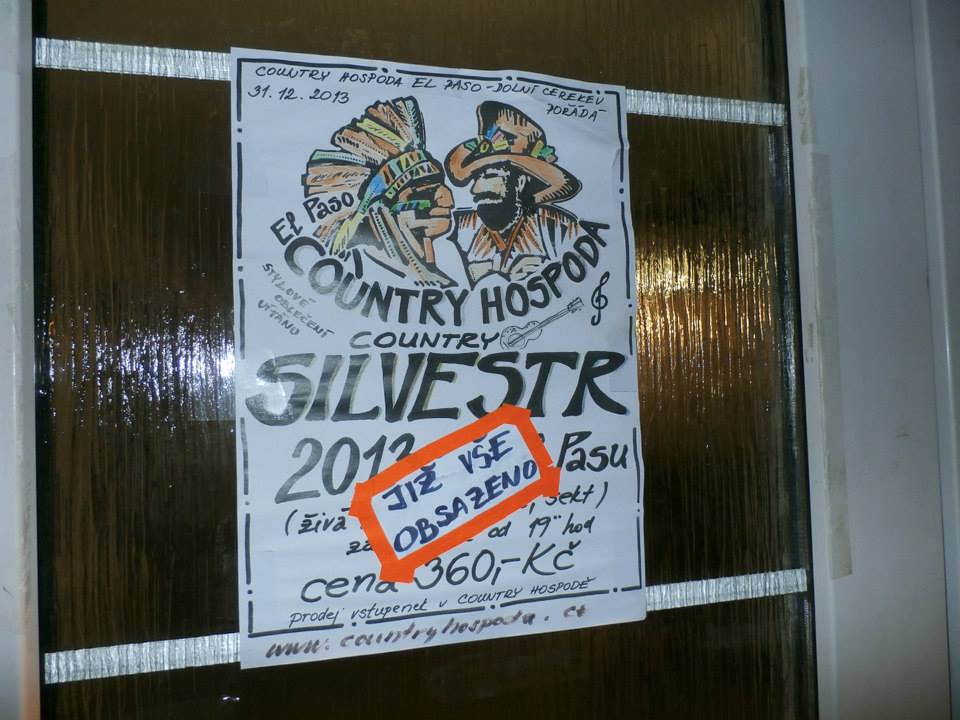 COUNTRY HOSPODA EL PASO - DOLNÍ CEREKEV
31.12.2013 POŘÁDÁ
El Paso
COUNTRY HOSPODA
STYLOVÉ
OBLEČENÍ
VÍTÁNO
COUNTRY
SILVESTR
2013 Pasu
JIŽ VŠE
OBSAZENO
(živá sekt)
od 19°° hod
cena 360,-Kč
prodej vstupenek v COUNTRY HOSPODĚ
www.countryhospoda.cz